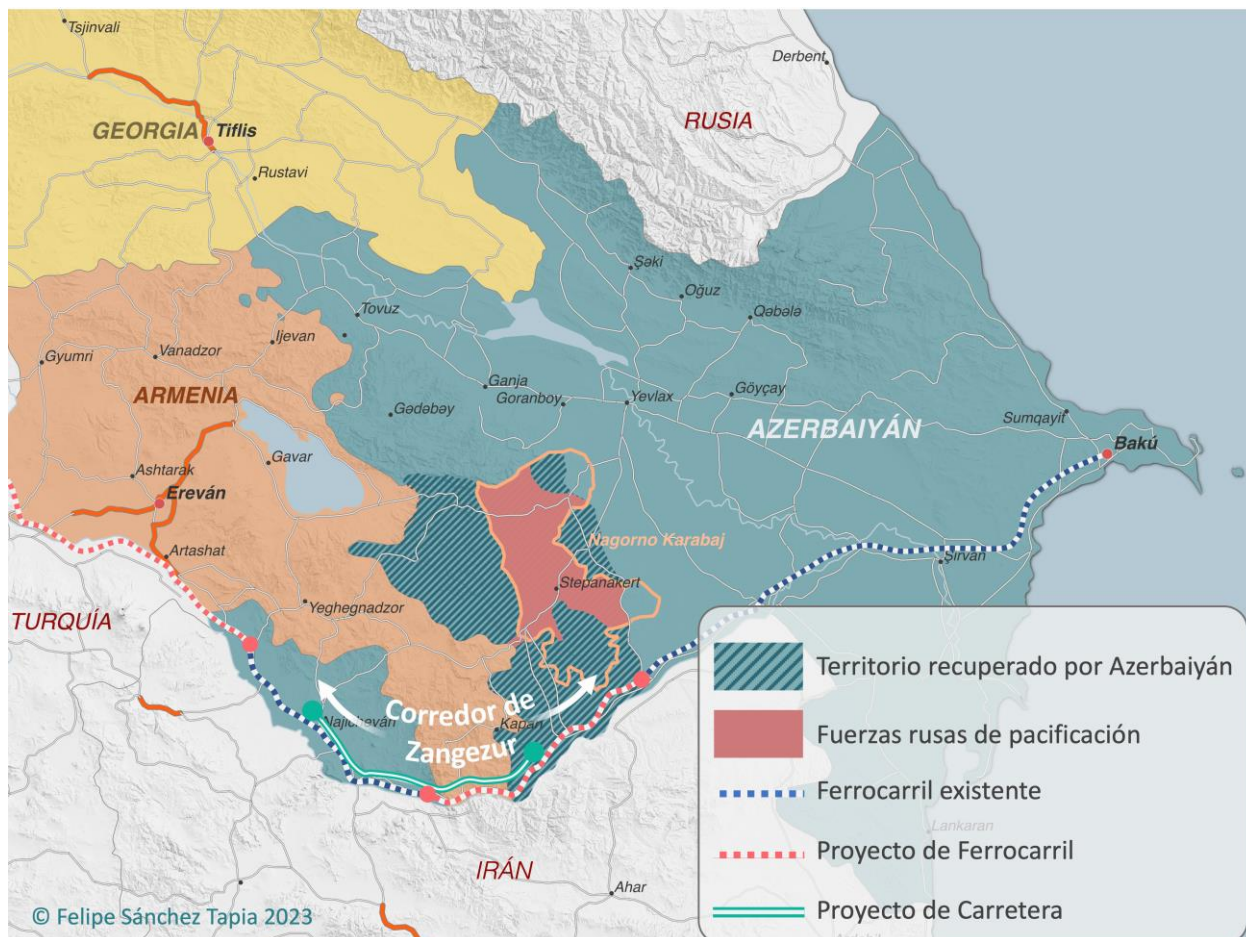 Tsjinvali
Derbent
RUSIA
GEORGIA
Tiflis
Rustavi
Şəki
Oğuz
Qəbələ
Tovuz
Ijevan
Gyumri
Vanadzor
ARMENIA
Ganja
Goranboy
Yevlax
Göyçay
Gədəbəy
AZERBAIYÁN
Sumqayit
Bakú
Ashtarak
Gavar
Ereván
Artashat
Nagorno Karabaj
Şirvan
Stepanakert
Yeghegnadzor
TURQUÍA
Najicheván
Corredor de
Zangezur
Kapan
IRÁN
Ahar
Lankaran
Territorio recuperado por Azerbaiyán
Fuerzas rusas de pacificación
Ferrocarril existente
Proyecto de Ferrocarril
Proyecto de Carretera
© Felipe Sánchez Tapia 2023